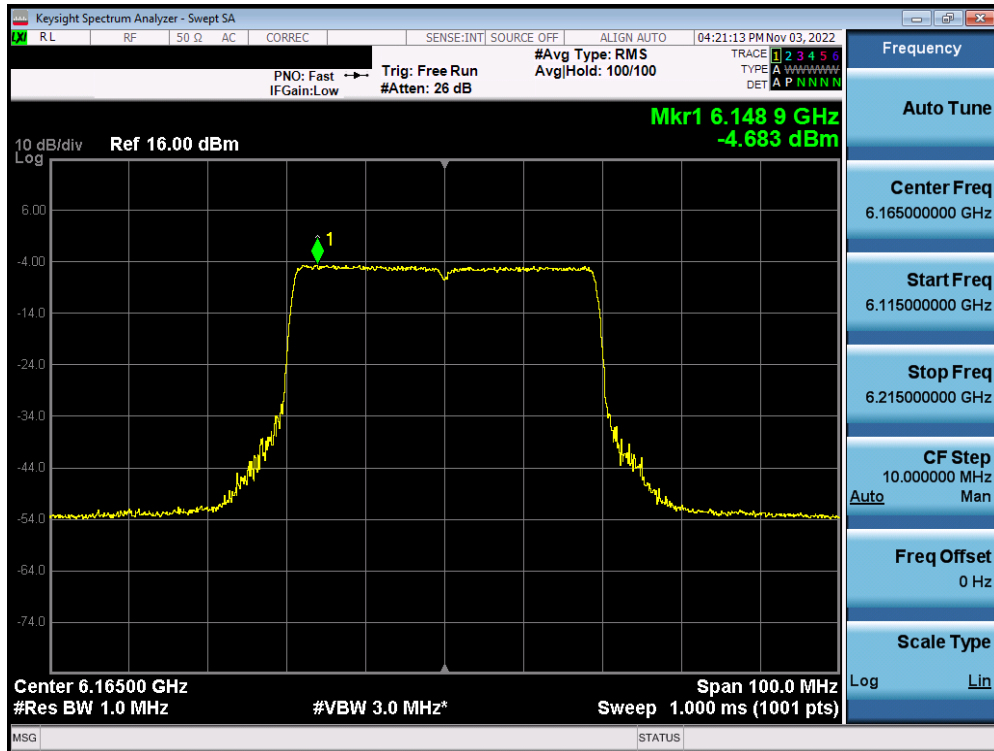 Keysight Spectrum Analyzer - Swept SA
LXI RL RF 50 Ω AC CORREC SENSE:INT SOURCE OFF ALIGN AUTO 04:21:13 PM Nov 03, 2022
PNO: Fast
IFGain:Low
Trig: Free Run
#Atten: 26 dB
#Avg Type: RMS
Avg|Hold: 100/100
TRACE 1 2 3 4 5 6
TYPE A WWWWW
DET A P N N N N
Mkr1 6.148 9 GHz
-4.683 dBm
10 dB/div Ref 16.00 dBm
Log
6.00
1
-4.00
-14.0
-24.0
-34.0
-44.0
-54.0
-64.0
-74.0
Center 6.16500 GHz Span 100.0 MHz
#Res BW 1.0 MHz #VBW 3.0 MHz* Sweep 1.000 ms (1001 pts)
MSG STATUS
Frequency
Auto Tune
Center Freq
6.165000000 GHz
Start Freq
6.115000000 GHz
Stop Freq
6.215000000 GHz
CF Step
10.000000 MHz
Auto Man
Freq Offset
0 Hz
Scale Type
Log Lin